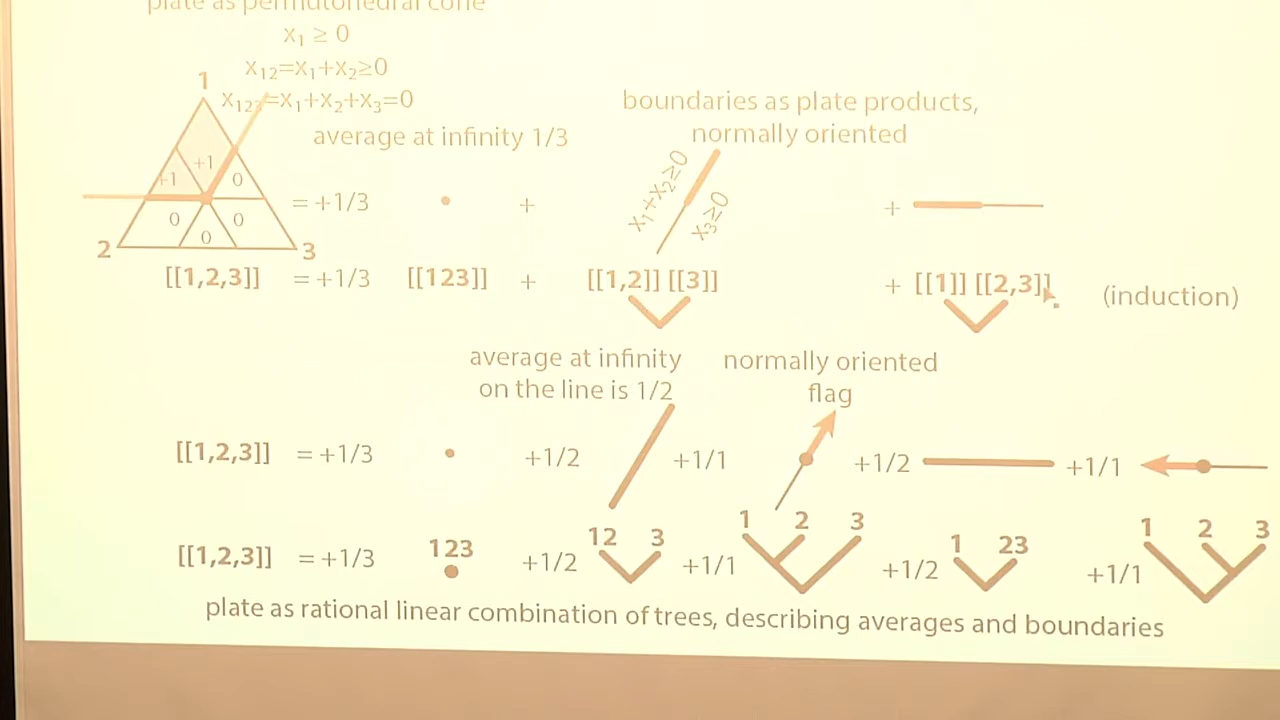 plate as permutohedral cone
x₁ ≥ 0
x₁₂=x₁+x₂≥0
x₁₂₃=x₁+x₂+x₃=0
1
+1
+1
0
0
0
0
2
3
average at infinity 1/3
boundaries as plate products,
normally oriented
= +1/3 • +
x₁+x₂≥0
x₃≥0
+
[[1,2,3]] = +1/3 [[123]] + [[1,2]] [[3]] + [[1]] [[2,3]] (induction)
average at infinity
on the line is 1/2
normally oriented
flag
[[1,2,3]] = +1/3 • +1/2 +1/1 +1/2 +1/1
123
12 3
1 2 3
1 23
1 2 3
[[1,2,3]] = +1/3 • +1/2 +1/1 +1/2 +1/1
plate as rational linear combination of trees, describing averages and boundaries